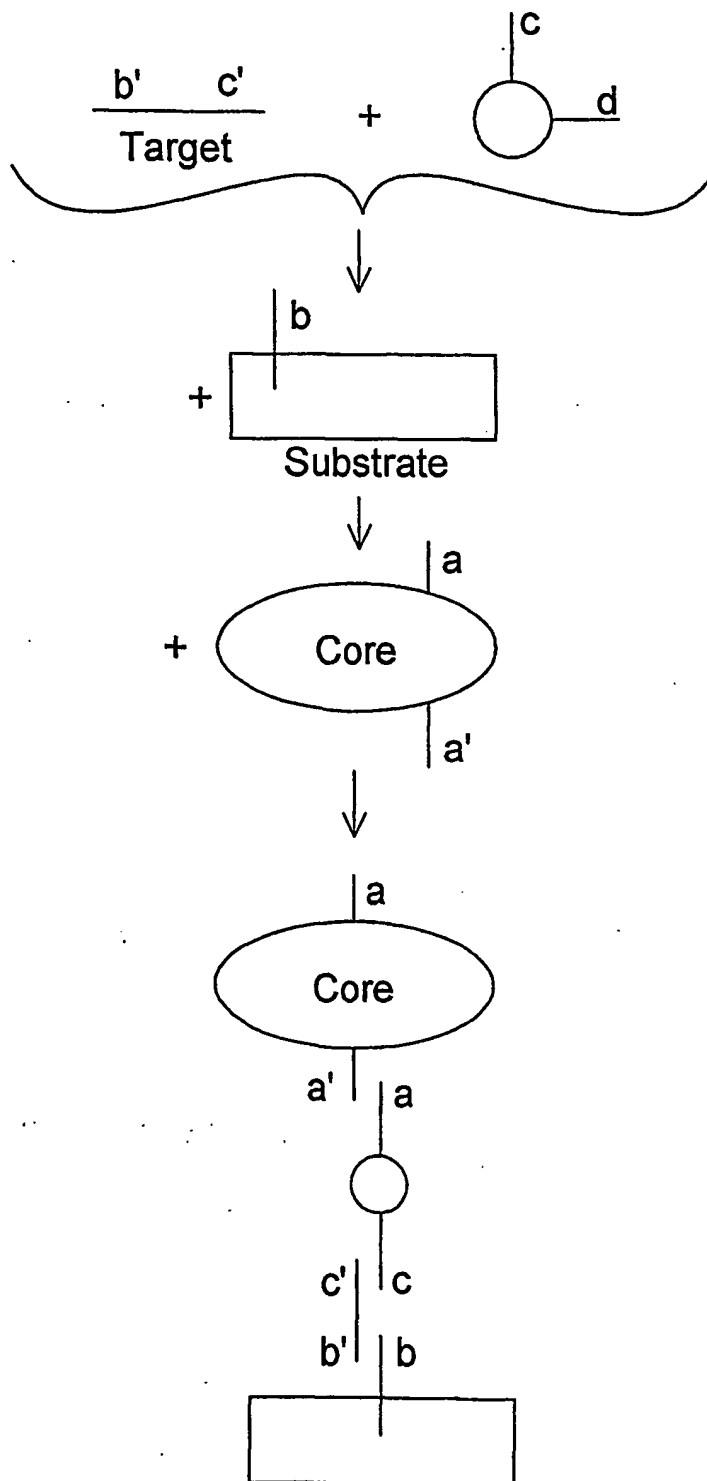 c
b' c' d
+
Target
b
+
Substrate
a
+ Core
a'
a
Core
a' a
c' c
b' b